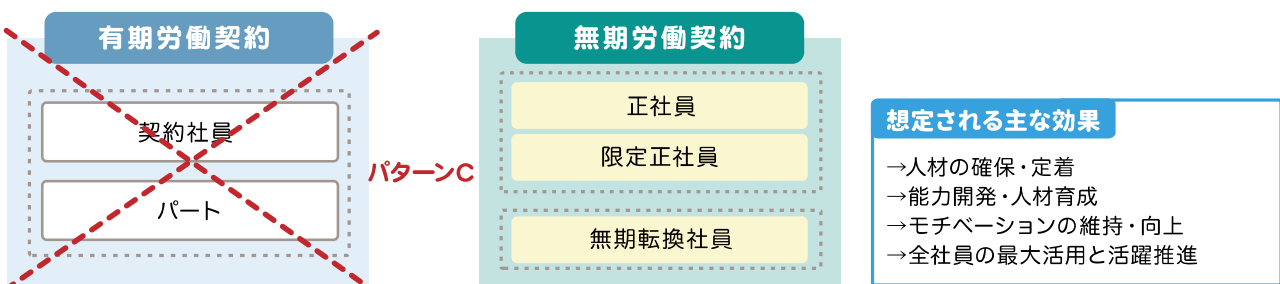 有期労働契約
契約社員
パート
パターンC
無期労働契約
正社員
限定正社員
無期転換社員
想定される主な効果
→人材の確保・定着
→能力開発・人材育成
→モチベーションの維持・向上
→全社員の最大活用と活躍推進